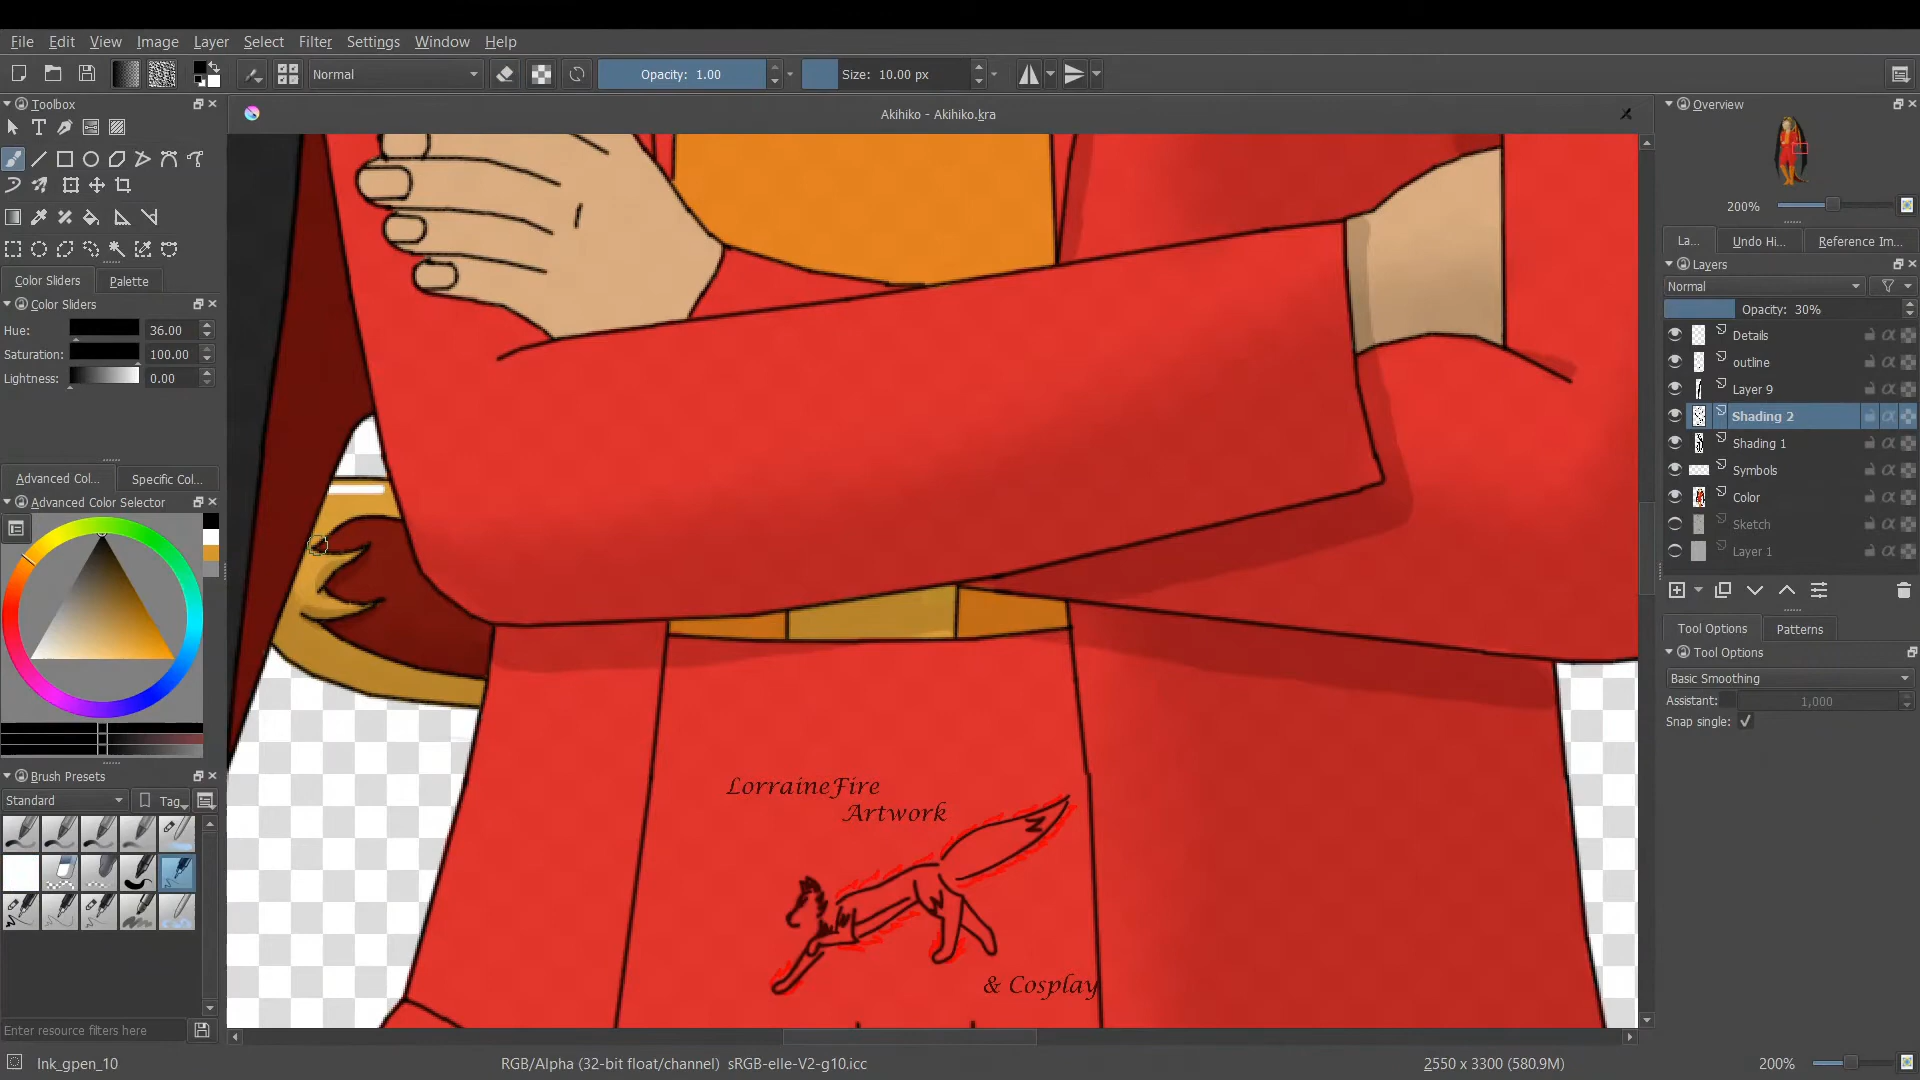 File Edit View Image Layer Select Filter Settings Window Help
Normal Opacity: 1.00 Size: 10.00 px
Toolbox
Akihiko - Akihiko.kra
Overview
200%
La... Undo Hi... Reference Im...
Layers
Normal
Opacity: 30%
Details
outline
Layer 9
Shading 2
Shading 1
Symbols
Color
Sketch
Layer 1
Tool Options Patterns
Tool Options
Basic Smoothing
Assistant: 1,000
Snap single:
Color Sliders Palette
Color Sliders
Hue: 36.00
Saturation: 100.00
Lightness: 0.00
Advanced Col... Specific Col...
Advanced Color Selector
Brush Presets
Standard Tag
Enter resource filters here
LorraineFire
Artwork
& Cosplay
Ink_gpen_10 RGB/Alpha (32-bit float/channel) sRGB-elle-V2-g10.icc 2550 x 3300 (580.9M) 200%